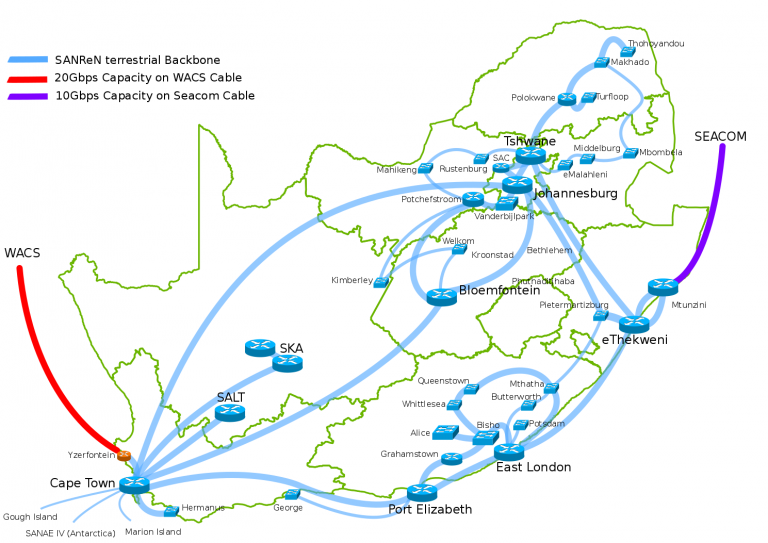 SANReN terrestrial Backbone
20Gbps Capacity on WACS Cable
10Gbps Capacity on Seacom Cable
Thohoyandou
Makhado
Polokwane
Turfloop
SEACOM
Tshwane
Middelburg
Mbombela
SAC
Mahikeng
Rustenburg
eMalahleni
Johannesburg
Potchefstroom
Vanderbijlpark
Welkom
Kroonstad
Bethlehem
WACS
Kimberley
Phuthaditjhaba
Bloemfontein
Mtunzini
Pietermartizburg
eThekweni
SKA
Queenstown
Mthatha
SALT
Butterworth
Whittlesea
Alice
Bisho
Potsdam
Grahamstown
Yzerfontein
East London
Cape Town
Hermanus
George
Port Elizabeth
Gough Island
SANAE IV (Antarctica)
Marion Island